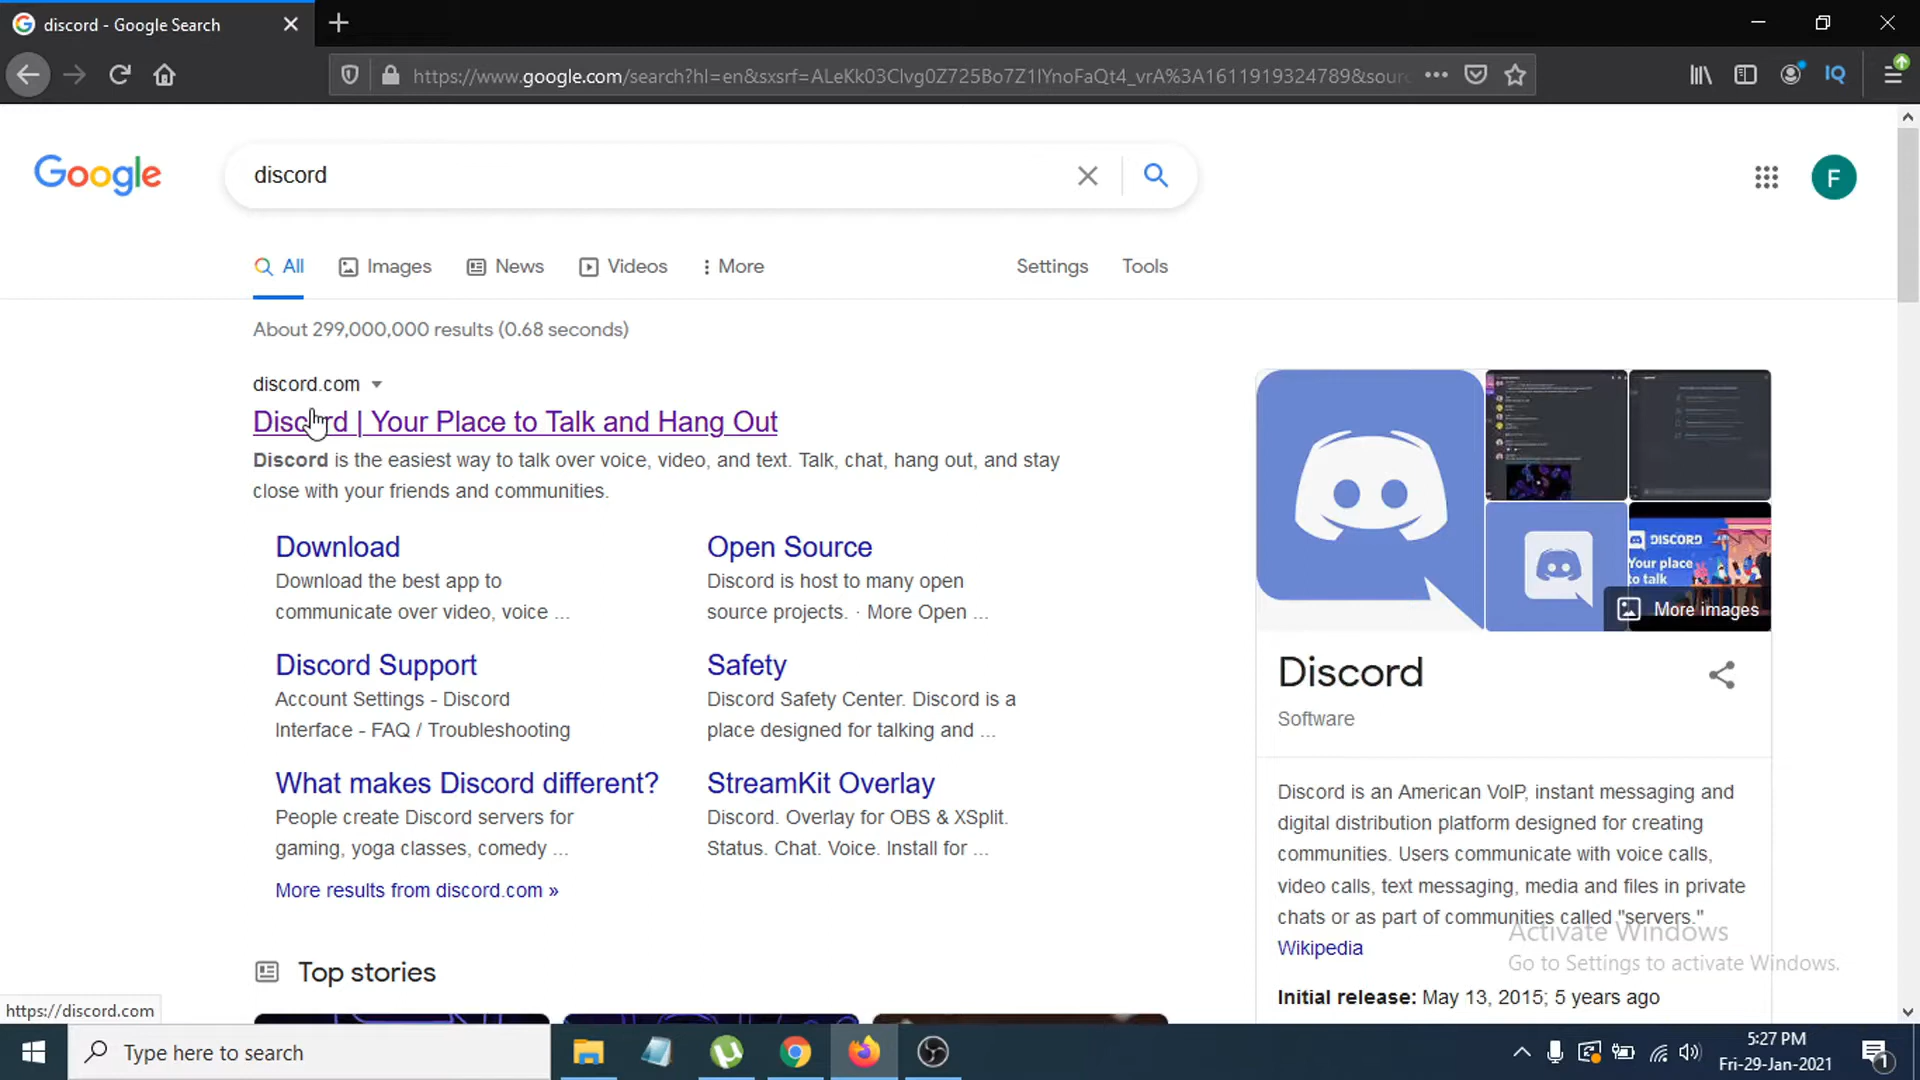 discord - Google Search
https://www.google.com/search?hl=en&sxsrf=ALeKk03Clvg0Z725Bo7Z1lYnoFaQt4_vrA%3A1611919324789&sourc
IQ
Google
discord
F
All
Images
News
Videos
More
Settings
Tools
About 299,000,000 results (0.68 seconds)
discord.com
Discord | Your Place to Talk and Hang Out
Discord is the easiest way to talk over voice, video, and text. Talk, chat, hang out, and stay
close with your friends and communities.
Download
Download the best app to
communicate over video, voice ...
Open Source
Discord is host to many open
source projects. · More Open ...
Discord Support
Account Settings - Discord
Interface - FAQ / Troubleshooting
Safety
Discord Safety Center. Discord is a
place designed for talking and ...
What makes Discord different?
People create Discord servers for
gaming, yoga classes, comedy ...
StreamKit Overlay
Discord. Overlay for OBS & XSplit.
Status. Chat. Voice. Install for ...
More results from discord.com »
Top stories
DISCORD
Your place
to talk
More images
Discord
Software
Discord is an American VoIP, instant messaging and
digital distribution platform designed for creating
communities. Users communicate with voice calls,
video calls, text messaging, media and files in private
chats or as part of communities called "servers."
Wikipedia
Initial release: May 13, 2015; 5 years ago
Activate Windows
Go to Settings to activate Windows.
https://discord.com
Type here to search
5:27 PM
Fri-29-Jan-2021
1